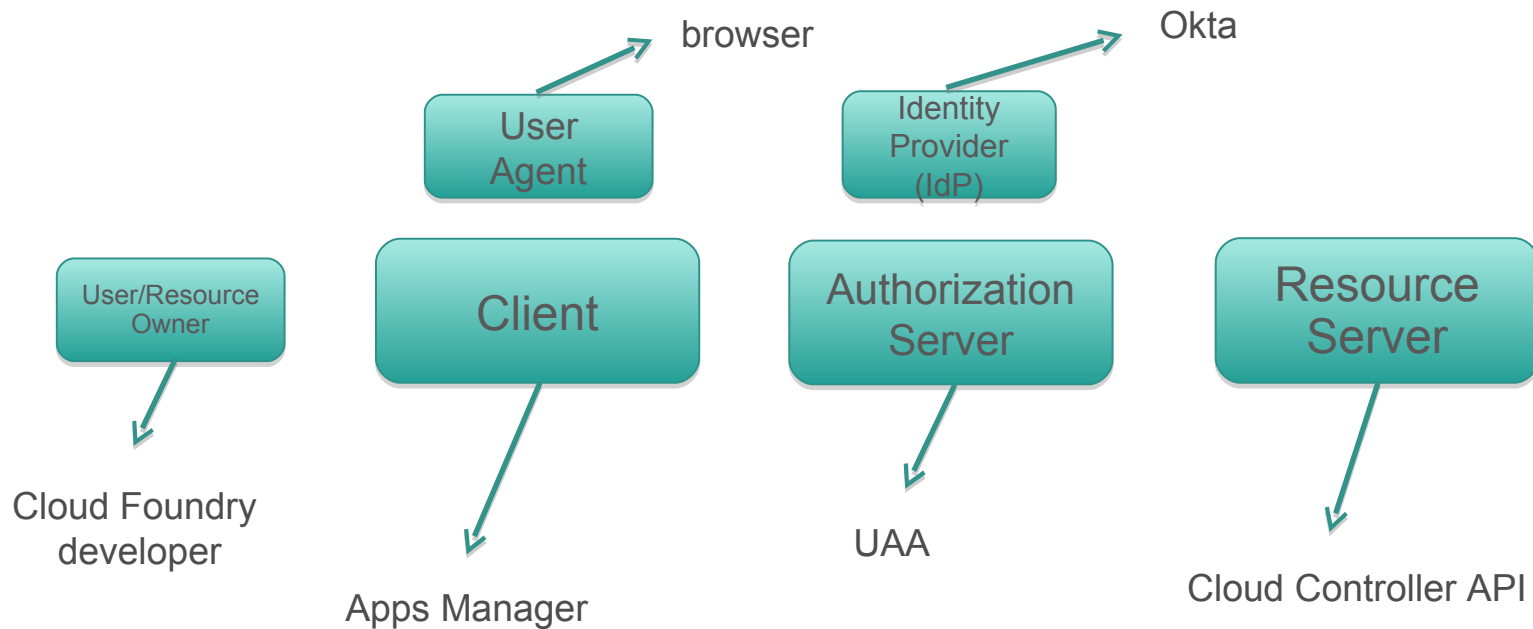 browser
Okta
User
Agent
Identity
Provider
(IdP)
User/Resource
Owner
Client
Authorization
Server
Resource
Server
Cloud Foundry
developer
Apps Manager
UAA
Cloud Controller API